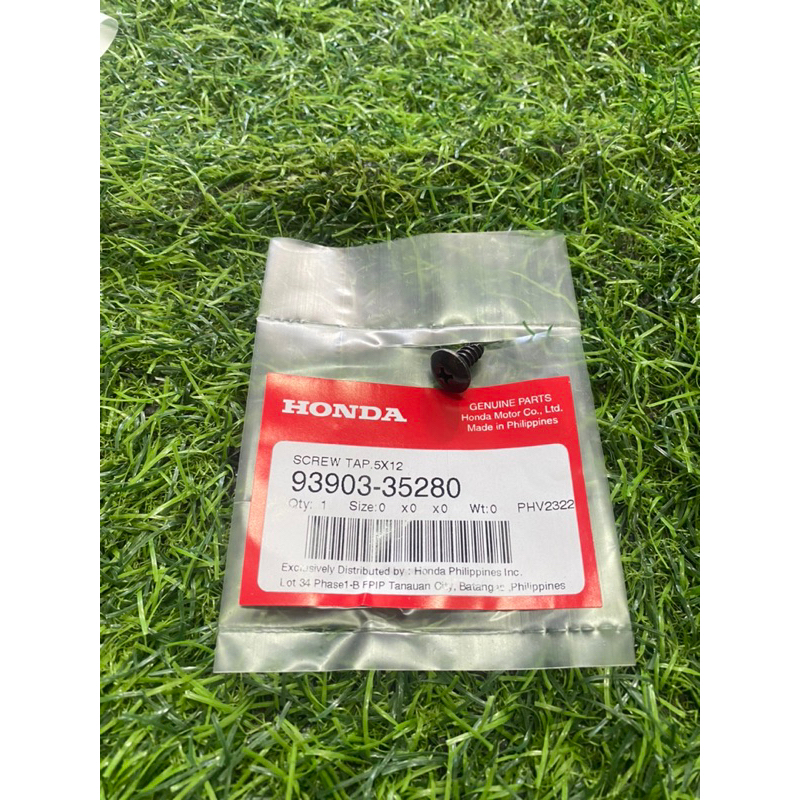 HONDA
GENUINE PARTS
Honda Motor Co., Ltd.
Made in Philippines
SCREW TAP.5X12
93903-35280
Qty: 1 Size:0 x0 x0 Wt:0 PHV2322
Exclusively Distributed by : Honda Philippines Inc.
Lot 34 Phase1-B FPIP Tanauan City, Batangas ,Philippines